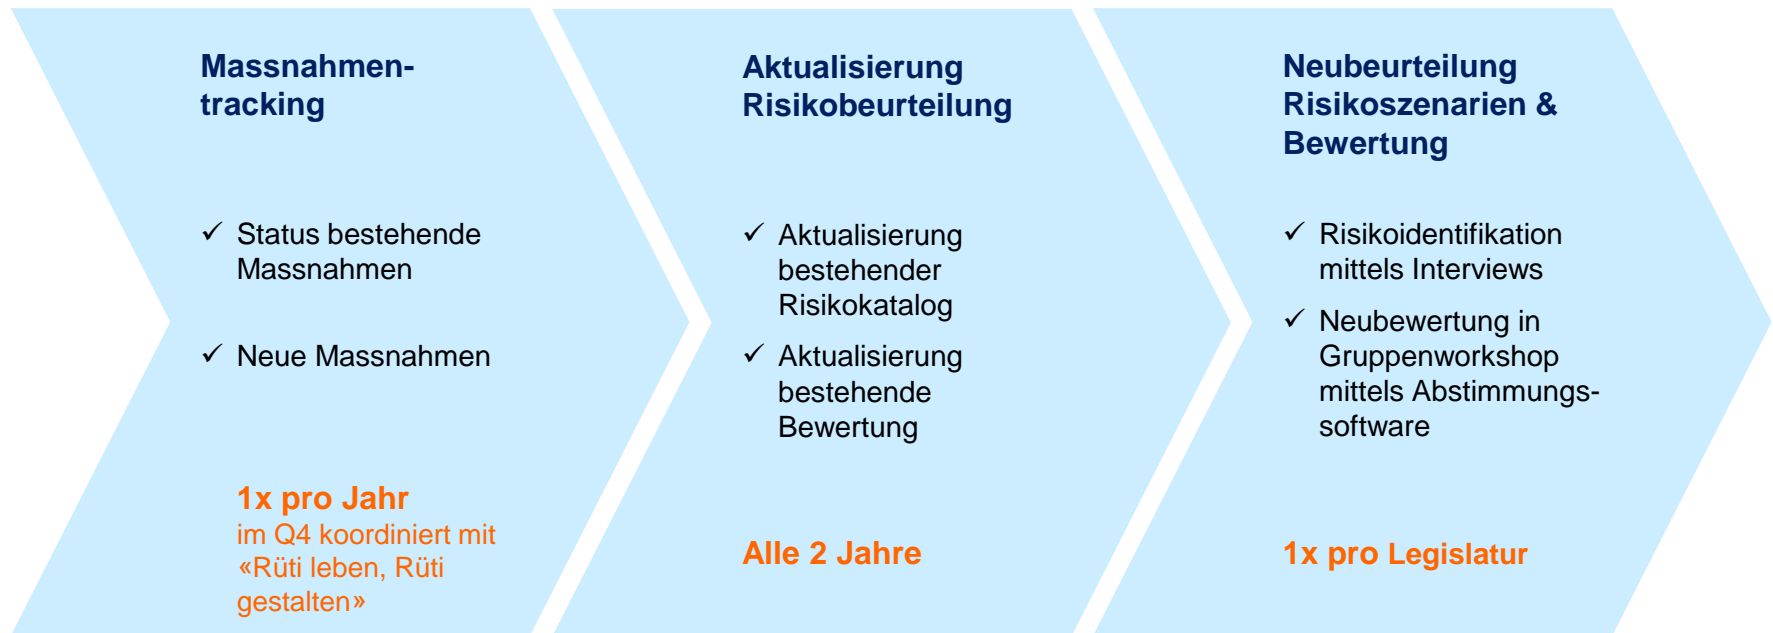 Massnahmen-
tracking
✓ Status bestehende
Massnahmen
✓ Neue Massnahmen
1x pro Jahr
im Q4 koordiniert mit
«Rüti leben, Rüti
gestalten»
Aktualisierung
Risikobeurteilung
✓ Aktualisierung
bestehender
Risikokatalog
✓ Aktualisierung
bestehende
Bewertung
Alle 2 Jahre
Neubeurteilung
Risikoszenarien &
Bewertung
✓ Risikoidentifikation
mittels Interviews
✓ Neubewertung in
Gruppenworkshop
mittels Abstimmungs-
software
1x pro Legislatur